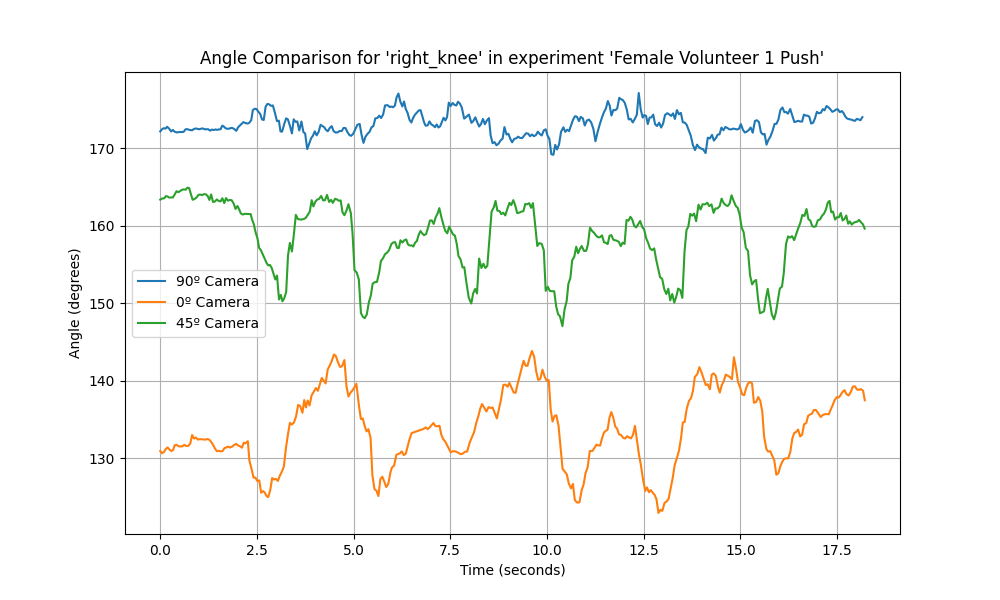 Angle Comparison for 'right_knee' in experiment 'Female Volunteer 1 Push'
Angle (degrees)
170
160
150
140
130
90º Camera
0º Camera
45º Camera
0.0 2.5 5.0 7.5 10.0 12.5 15.0 17.5
Time (seconds)